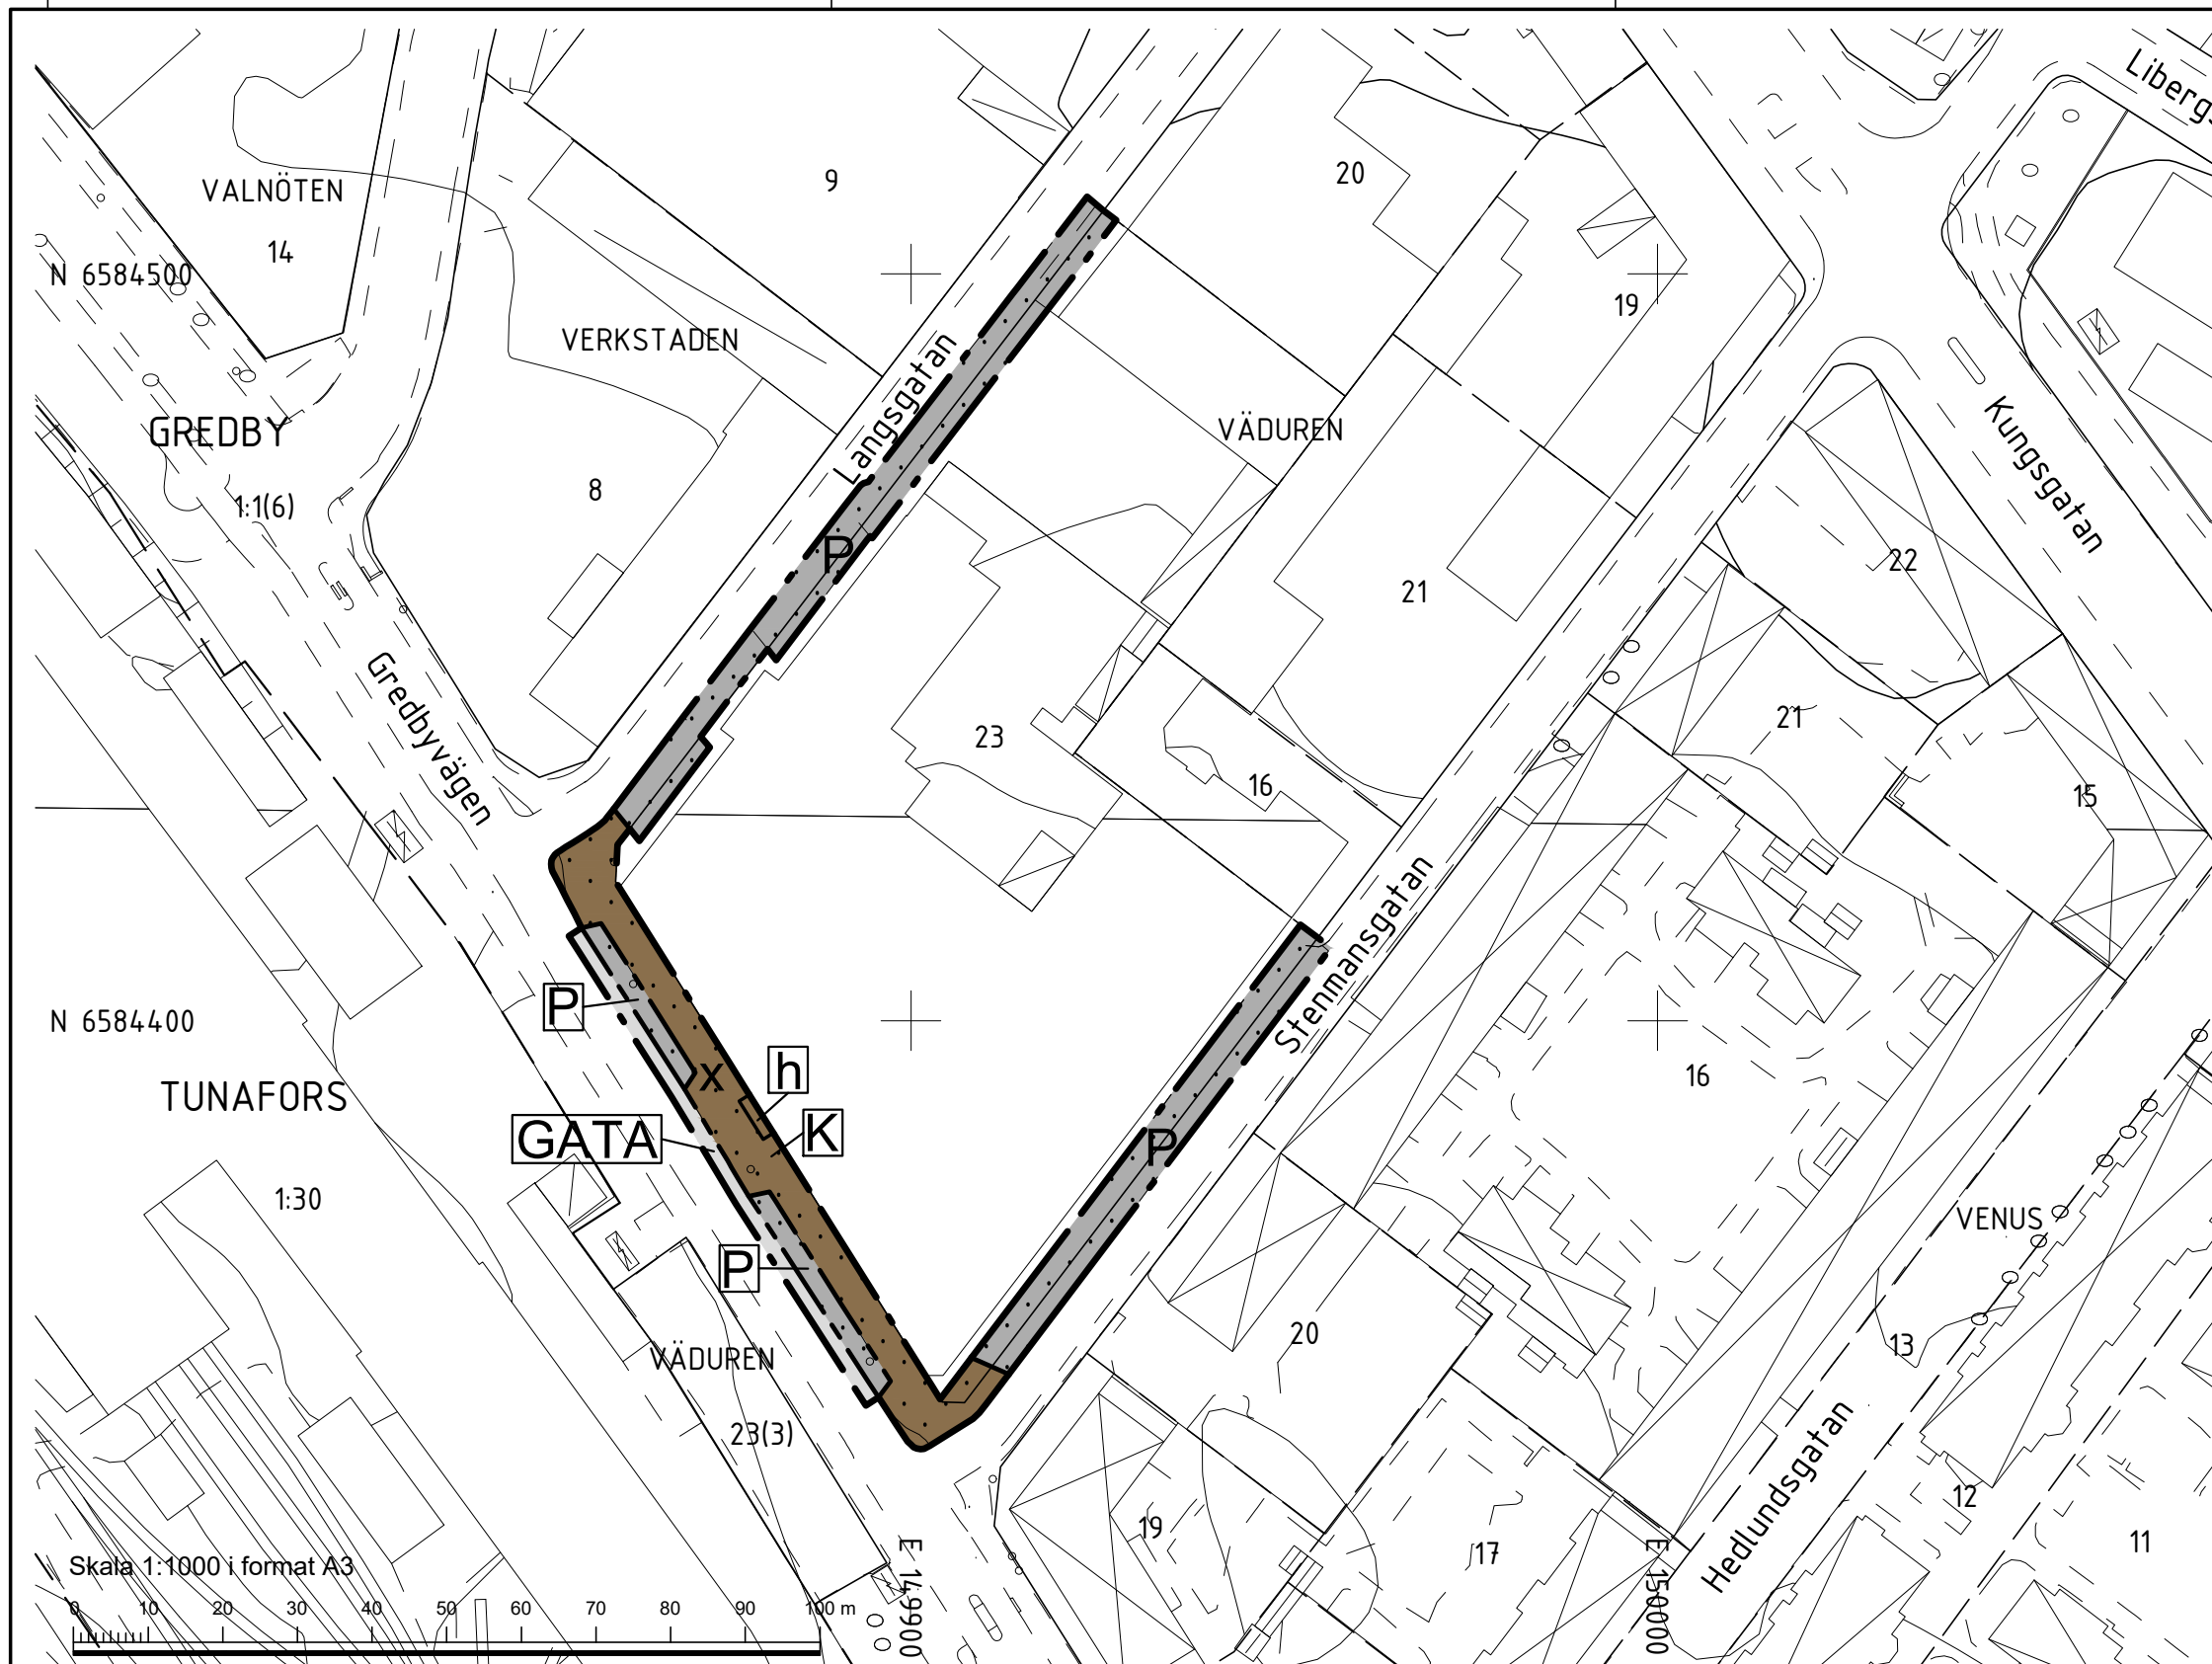 Libergs
VALNÖTEN
9
20
14
N 6584500
19
VERKSTADEN
Langsgatan
GREDBY
VÄDUREN
Kungsgatan
8
1:1(6)
P
22
21
Gredbyvägen
23
21
16
15
Stenmansgatan
P
N 6584400
h
16
TUNAFORS
x
GATA
K
P
1:30
VENUS
P
20
13
VÄDUREN
23(3)
Hedlundsgatan
12
19
17
11
Skala 1:1000 i format A3
E 149900
E 150000
0 10 20 30 40 50 60 70 80 90 100 m